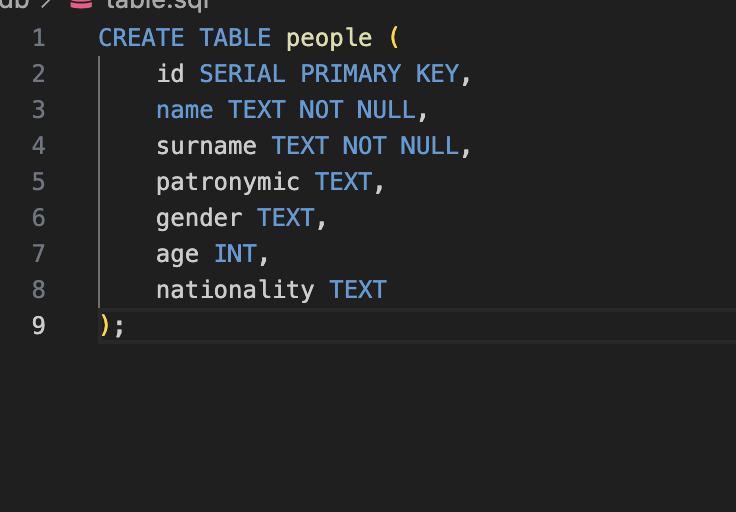 db > table.sql
1 CREATE TABLE people (
2     id SERIAL PRIMARY KEY,
3     name TEXT NOT NULL,
4     surname TEXT NOT NULL,
5     patronymic TEXT,
6     gender TEXT,
7     age INT,
8     nationality TEXT
9 );